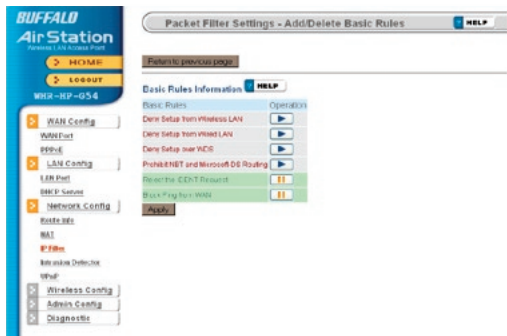 BUFFALO
AirStation
Wireless LAN Access Point
HOME
LOGOUT
WHR-HP-G54
WAN Config
WAN Port
PPPoE
LAN Config
LAN Port
DHCP Server
Network Config
Route Info
NAT
IP Filter
Intrusion Detector
UPnP
Wireless Config
Admin Config
Diagnostic
Packet Filter Settings - Add/Delete Basic Rules
HELP
Return to previous page
Basic Rules Information HELP
Basic Rules Operation
Deny Setup from Wireless LAN
Deny Setup from Wired LAN
Deny Setup over WDS
Prohibit NBT and Microsoft-DS Routing
Reject the IDENT Request
Block Ping from WAN
Apply